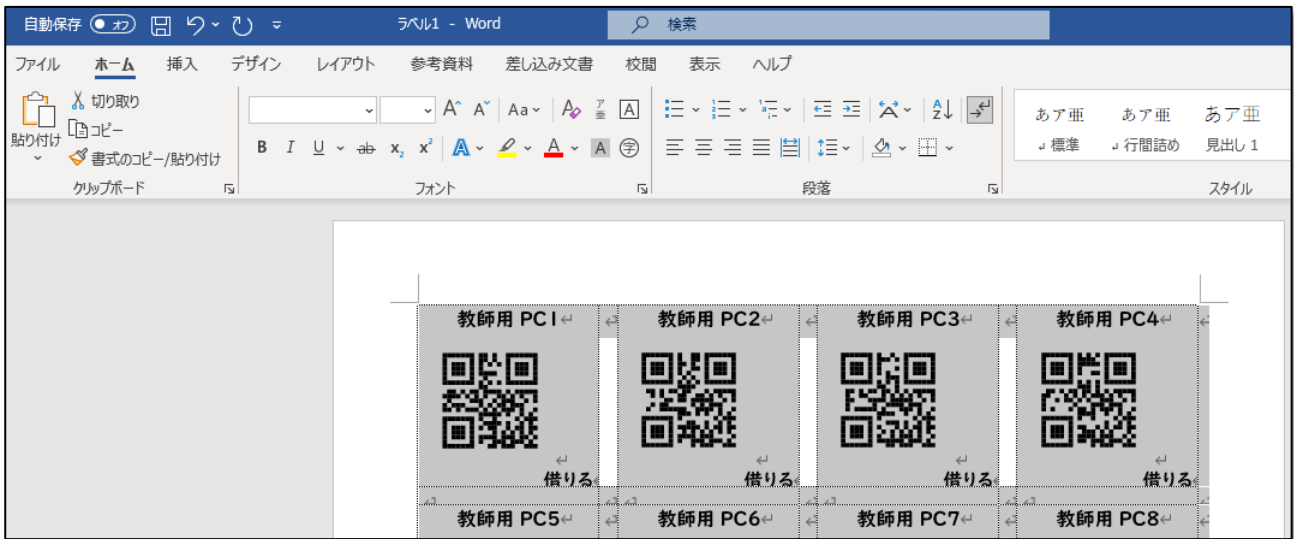 自動保存 オフ ラベル1 - Word 検索
ファイル ホーム 挿入 デザイン レイアウト 参考資料 差し込み文書 校閲 表示 ヘルプ
切り取り
コピー
貼り付け
書式のコピー/貼り付け
A A Aa A ア亜 A
B I U ab x₂ x² A A A 字
あア亜 あア亜 あア亜
標準 行間詰め 見出し 1
クリップボード フォント 段落 スタイル
教師用 PC1 教師用 PC2 教師用 PC3 教師用 PC4
借りる 借りる 借りる 借りる
教師用 PC5 教師用 PC6 教師用 PC7 教師用 PC8